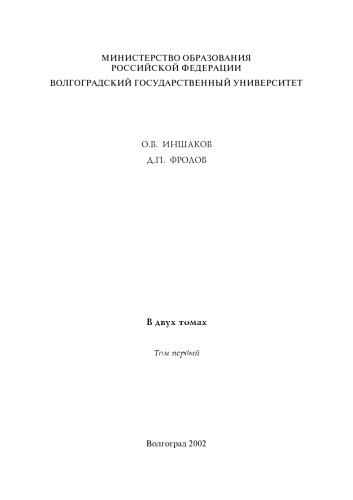 МИНИСТЕРСТВО ОБРАЗОВАНИЯ
РОССИЙСКОЙ ФЕДЕРАЦИИ
ВОЛГОГРАДСКИЙ ГОСУДАРСТВЕННЫЙ УНИВЕРСИТЕТ
О.В. ИНШАКОВ
Д.П. ФРОЛОВ
В двух томах
Том первый
Волгоград 2002